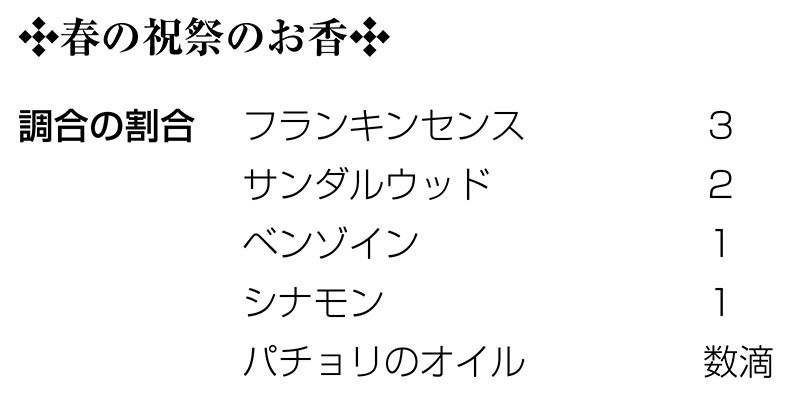 ❖春の祝祭のお香❖
調合の割合 フランキンセンス 3
サンダルウッド 2
ベンゾイン 1
シナモン 1
パチョリのオイル 数滴